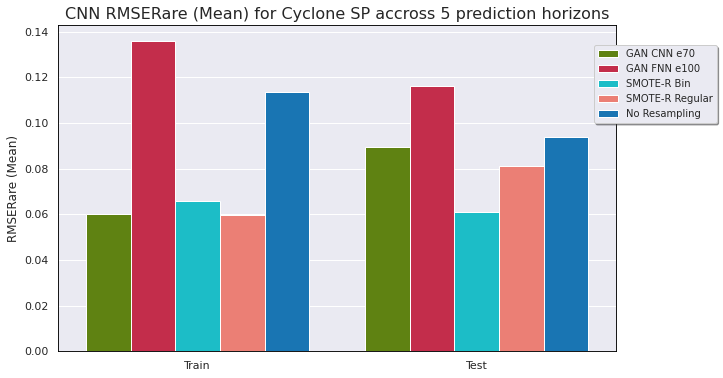 CNN RMSERare (Mean) for Cyclone SP accross 5 prediction horizons
RMSERare (Mean)
0.14
0.12
0.10
0.08
0.06
0.04
0.02
0.00
Train
Test
GAN CNN e70
GAN FNN e100
SMOTE-R Bin
SMOTE-R Regular
No Resampling